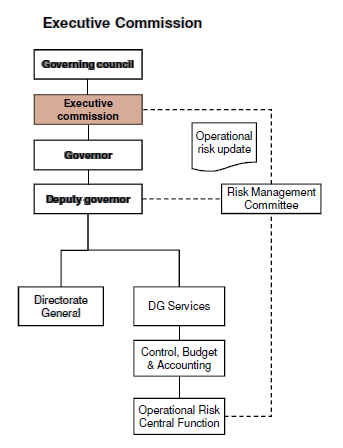 Executive Commission
Governing council
Executive
commission
Operational
risk update
Governor
Deputy governor
Risk Management
Committee
Directorate
General
DG Services
Control, Budget
& Accounting
Operational Risk
Central Function